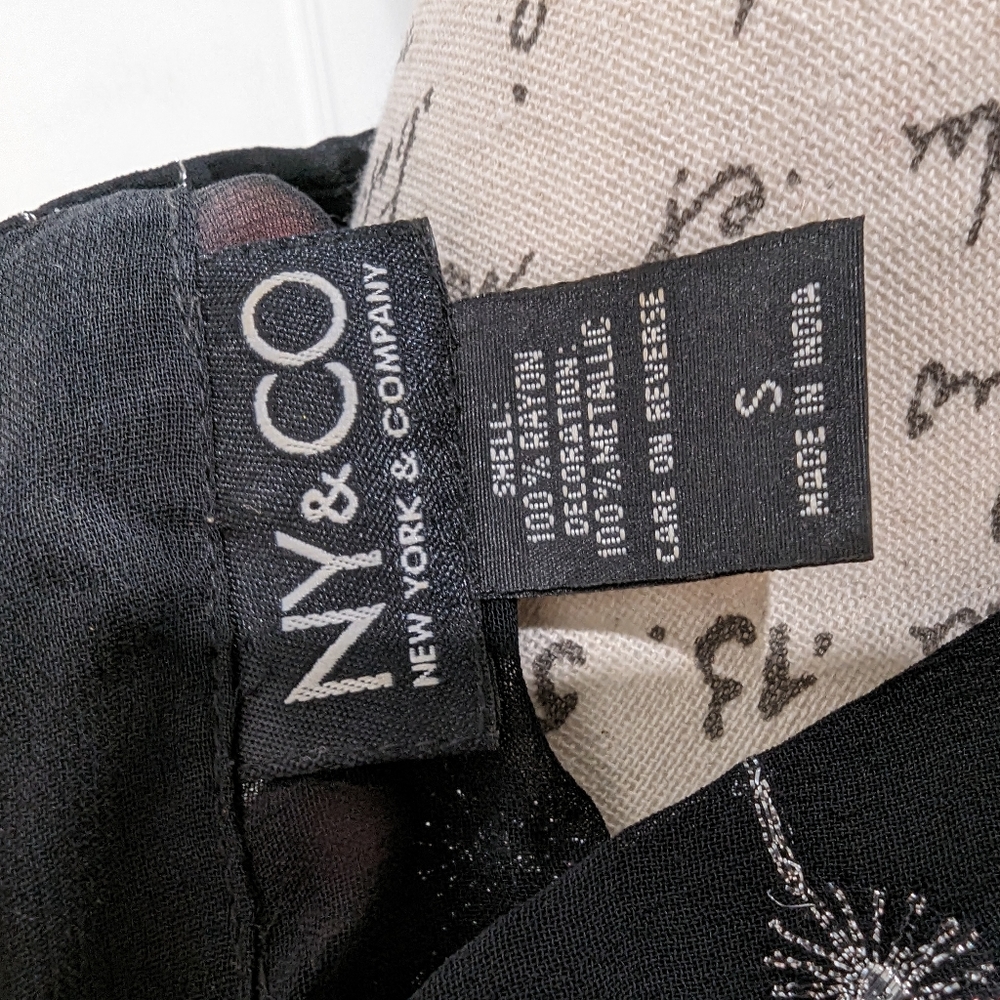 NY&CO
NEW YORK & COMPANY
SHELL:
100% RAYON
DECORATION:
100% METALLIC
CARE ON REVERSE
S
MADE IN INDIA